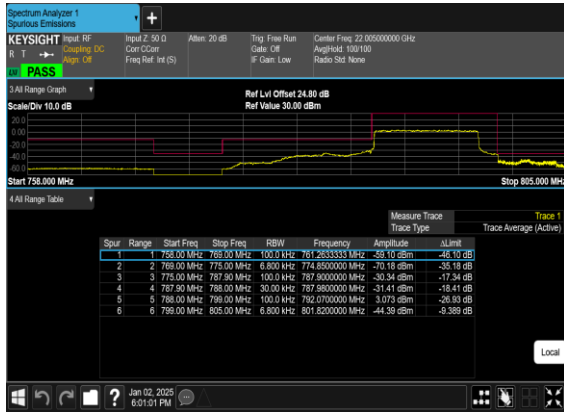 Spectrum Analyzer 1
Spurious Emissions
+
KEYSIGHT Input: RF Input Z: 50 Ω Atten: 20 dB Trig: Free Run Center Freq: 22.005000000 GHz
R T Coupling: DC Corr CCorr Gate: Off Avg|Hold: 100/100
Align: Off Freq Ref: Int (S) IF Gain: Low Radio Std: None
PASS
3 All Range Graph Ref Lvl Offset 24.80 dB
Scale/Div 10.0 dB Ref Value 30.00 dBm
20.0
0.00
-20.0
-40.0
-60.0
Start 758.000 MHz Stop 805.000 MHz
4 All Range Table
Measure Trace Trace 1
Trace Type Trace Average (Active)
Spur Range Start Freq Stop Freq RBW Frequency Amplitude ΔLimit
1 1 758.00 MHz 769.00 MHz 100.0 kHz 761.2633333 MHz -59.10 dBm -46.10 dB
2 2 769.00 MHz 775.00 MHz 6.800 kHz 774.8500000 MHz -70.18 dBm -35.18 dB
3 3 775.00 MHz 787.90 MHz 100.0 kHz 787.9000000 MHz -30.34 dBm -17.34 dB
4 4 787.90 MHz 788.00 MHz 30.00 kHz 787.9800000 MHz -31.41 dBm -18.41 dB
5 5 788.00 MHz 799.00 MHz 100.0 kHz 792.0700000 MHz 3.073 dBm -26.93 dB
6 6 799.00 MHz 805.00 MHz 6.800 kHz 801.8200000 MHz -44.39 dBm -9.389 dB
Local
? Jan 02, 2025
6:01:01 PM